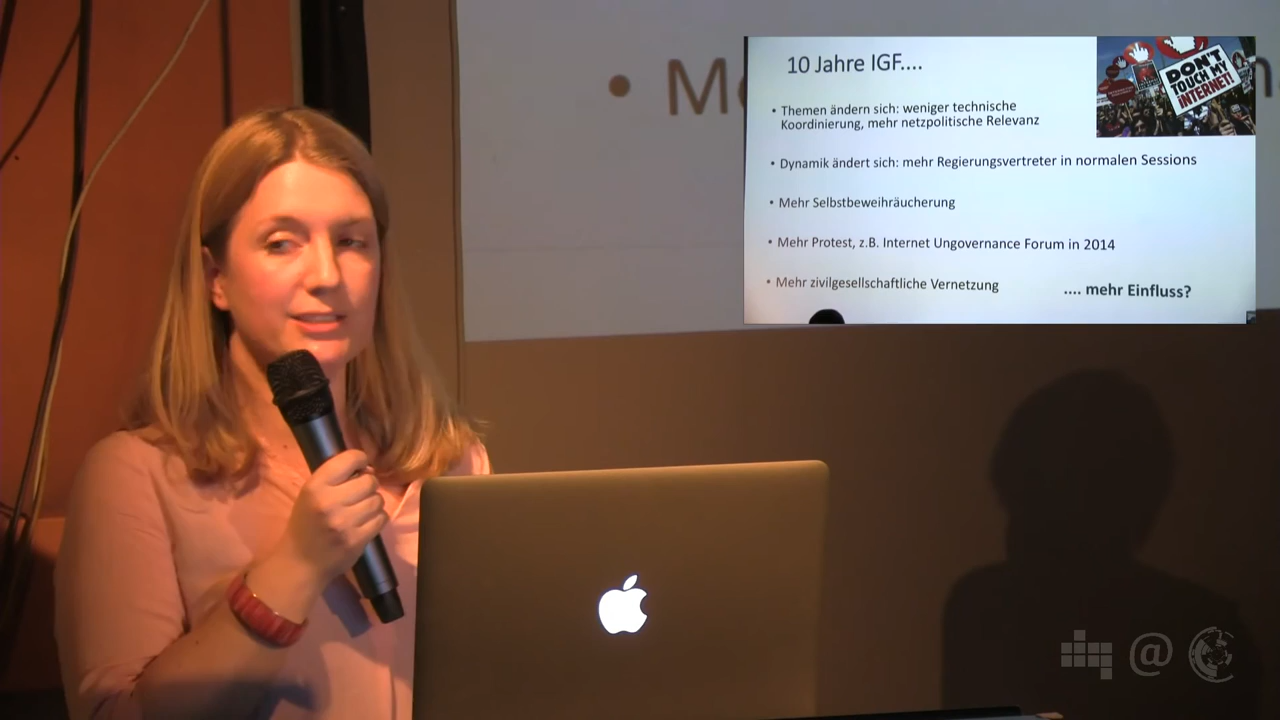 • M
10 Jahre IGF....
DON'T
TOUCH MY
INTERNET!
• Themen ändern sich: weniger technische
Koordinierung, mehr netzpolitische Relevanz
• Dynamik ändert sich: mehr Regierungsvertreter in normalen Sessions
• Mehr Selbstbeweihräucherung
• Mehr Protest, z.B. Internet Ungovernance Forum in 2014
• Mehr zivilgesellschaftliche Vernetzung
.... mehr Einfluss?
@